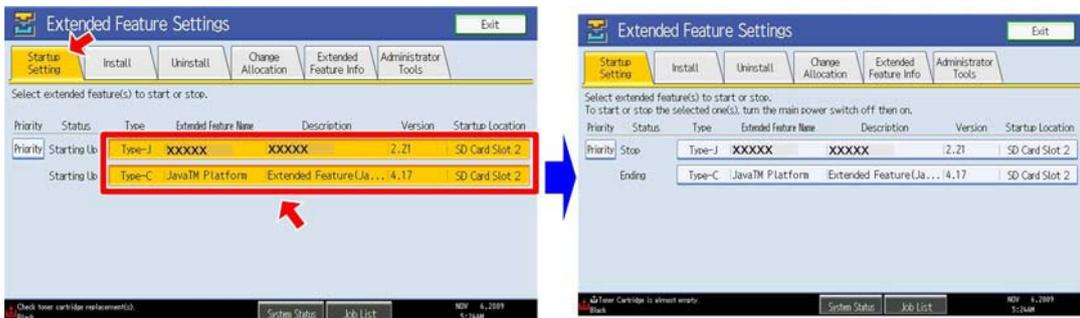 Extended Feature Settings
Exit
Startup Setting
Install
Uninstall
Change Allocation
Extended Feature Info
Administrator Tools
Select extended feature(s) to start or stop.
Priority Status Type Extended Feature Name Description Version Startup Location
Priority Starting Up Type-J XXXXX XXXXX 2.21 SD Card Slot 2
Starting Up Type-C JavaTM Platform Extended Feature(Ja... 4.17 SD Card Slot 2
Check toner cartridge replacement(s).
Black
System Status Job List
NOV 6.2009
5:24AM
Extended Feature Settings
Exit
Startup Setting
Install
Uninstall
Change Allocation
Extended Feature Info
Administrator Tools
Select extended feature(s) to start or stop.
To start or stop the selected one(s), turn the main power switch off then on.
Priority Status Type Extended Feature Name Description Version Startup Location
Priority Stop Type-J XXXXX XXXXX 2.21 SD Card Slot 2
Ending Type-C JavaTM Platform Extended Feature(Ja... 4.17 SD Card Slot 2
Toner Cartridge is almost empty.
Black
System Status Job List
NOV 6.2009
5:24AM